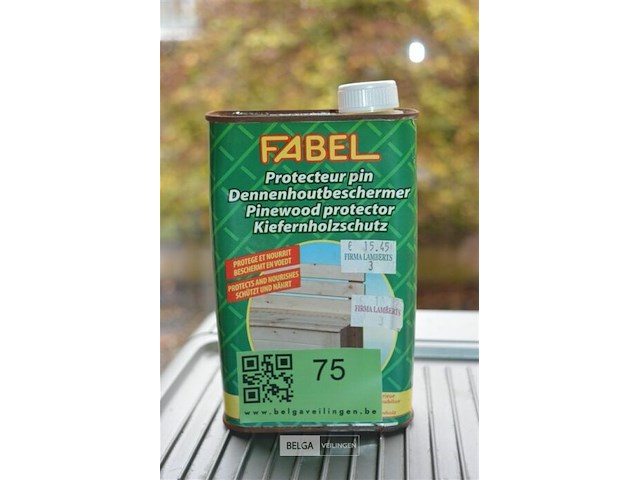 FABEL
Protecteur pin
Dennenhoutbeschermer
Pinewood protector
Kiefernholzschutz
€ 15.45
FIRMA LAMBERTS
3
PROTEGE ET NOURRIT
BESCHERMT EN VOEDT
PROTECTS AND NOURISHES
SCHÜTZT UND NÄHRT
FIRMA LAMBERTS
3
75
www.belgaveilingen.be
BELGA VEILINGEN